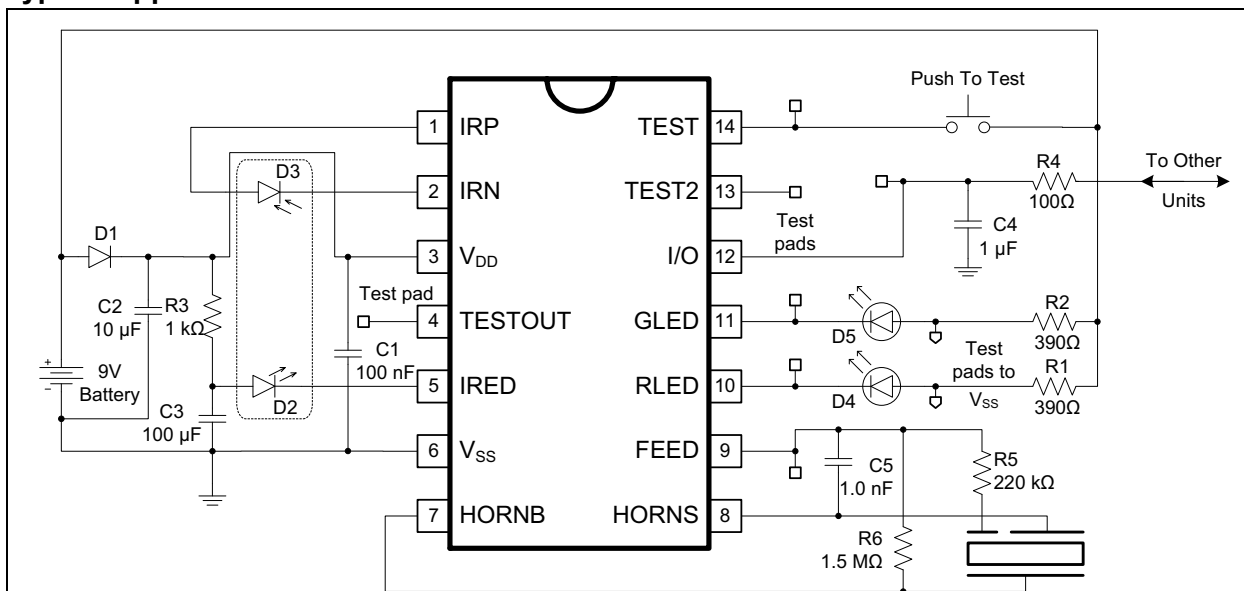 Push To Test
1 IRP
TEST 14
D3
R4
100Ω
To Other
Units
2 IRN
TEST2 13
Test
pads
C4
1 µF
D1
3 VDD
I/O 12
C2
10 µF
R3
1 kΩ
Test pad
4 TESTOUT
GLED 11
D5
R2
390Ω
C1
100 nF
Test
pads to
VSS
+
-
9V
Battery
D2
5 IRED
RLED 10
D4
R1
390Ω
C3
100 µF
6 VSS
FEED 9
C5
1.0 nF
R5
220 kΩ
7 HORNB
HORNS 8
R6
1.5 MΩ